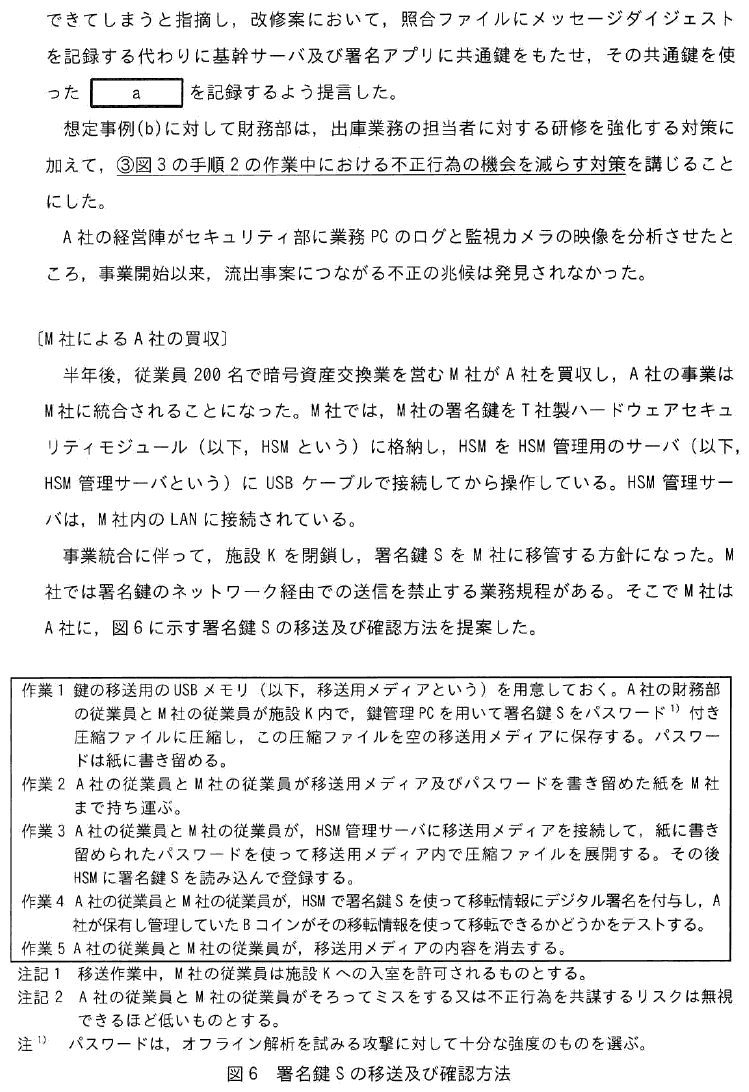 できてしまうと指摘し，改修案において，照合ファイルにメッセージダイジェスト
を記録する代わりに基幹サーバ及び署名アプリに共通鍵をもたせ，その共通鍵を使
った a を記録するよう提言した。
想定事例(b)に対して財務部は，出庫業務の担当者に対する研修を強化する対策に
加えて，③図3の手順2の作業中における不正行為の機会を減らす対策を講じること
にした。
A社の経営陣がセキュリティ部に業務PCのログと監視カメラの映像を分析させたと
ころ，事業開始以来，流出事案につながる不正の兆候は発見されなかった。
〔M社によるA社の買収〕
半年後，従業員200名で暗号資産交換業を営むM社がA社を買収し，A社の事業は
M社に統合されることになった。M社では，M社の署名鍵をT社製ハードウェアセキュ
リティモジュール（以下，HSMという）に格納し，HSMをHSM管理用のサーバ（以下，
HSM管理サーバという）にUSBケーブルで接続してから操作している。HSM管理サー
バは，M社内のLANに接続されている。
事業統合に伴って，施設Kを閉鎖し，署名鍵SをM社に移管する方針になった。M
社では署名鍵のネットワーク経由での送信を禁止する業務規程がある。そこでM社は
A社に，図6に示す署名鍵Sの移送及び確認方法を提案した。
作業1 鍵の移送用のUSBメモリ（以下，移送用メディアという）を用意しておく。A社の財務部
の従業員とM社の従業員が施設K内で，鍵管理PCを用いて署名鍵Sをパスワード1) 付き
圧縮ファイルに圧縮し，この圧縮ファイルを空の移送用メディアに保存する。パスワー
ドは紙に書き留める。
作業2 A社の従業員とM社の従業員が移送用メディア及びパスワードを書き留めた紙をM社
まで持ち運ぶ。
作業3 A社の従業員とM社の従業員が，HSM管理サーバに移送用メディアを接続して，紙に書き
留められたパスワードを使って移送用メディア内で圧縮ファイルを展開する。その後
HSMに署名鍵Sを読み込んで登録する。
作業4 A社の従業員とM社の従業員が，HSMで署名鍵Sを使って移転情報にデジタル署名を付与し，A
社が保有し管理していたBコインがその移転情報を使って移転できるかどうかをテストする。
作業5 A社の従業員とM社の従業員が，移送用メディアの内容を消去する。
注記1 移送作業中，M社の従業員は施設Kへの入室を許可されるものとする。
注記2 A社の従業員とM社の従業員がそろってミスをする又は不正行為を共謀するリスクは無視
できるほど低いものとする。
注1) パスワードは，オフライン解析を試みる攻撃に対して十分な強度のものを選ぶ。
図6 署名鍵Sの移送及び確認方法